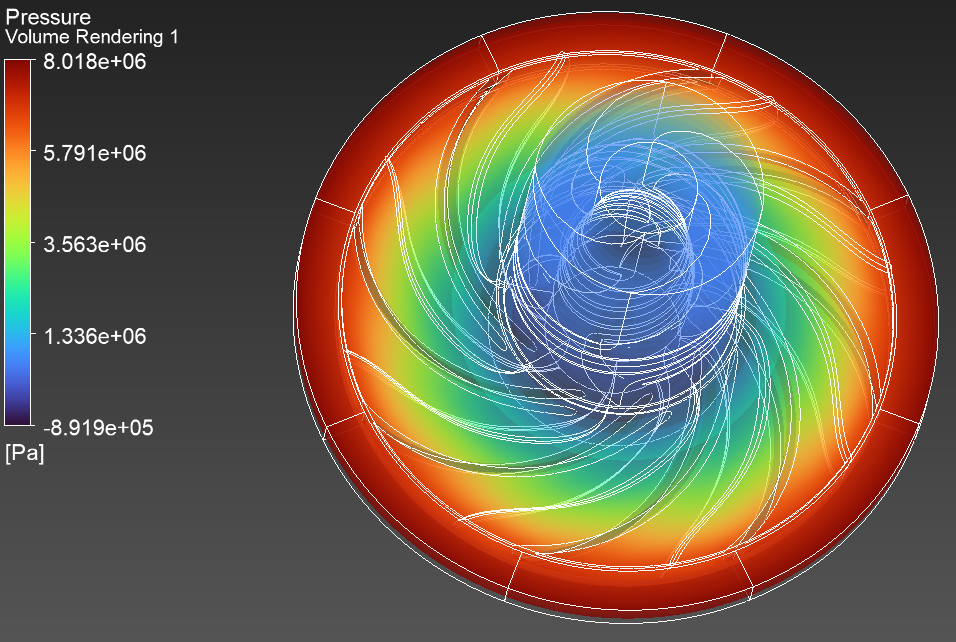 Pressure
Volume Rendering 1
8.018e+06
5.791e+06
3.563e+06
1.336e+06
-8.919e+05
[Pa]